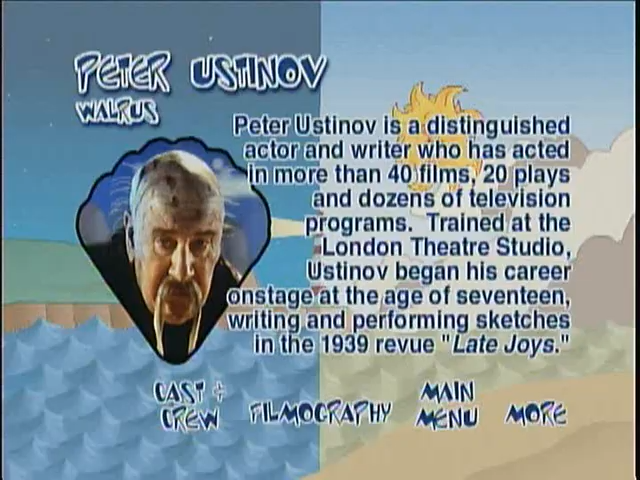 PETER USTINOV
WALRUS
Peter Ustinov is a distinguished
actor and writer who has acted
in more than 40 films, 20 plays
and dozens of television
programs. Trained at the
London Theatre Studio,
Ustinov began his career
onstage at the age of seventeen,
writing and performing sketches
in the 1939 revue "Late Joys."
CAST +
CREW
FILMOGRAPHY
MAIN
MENU
MORE